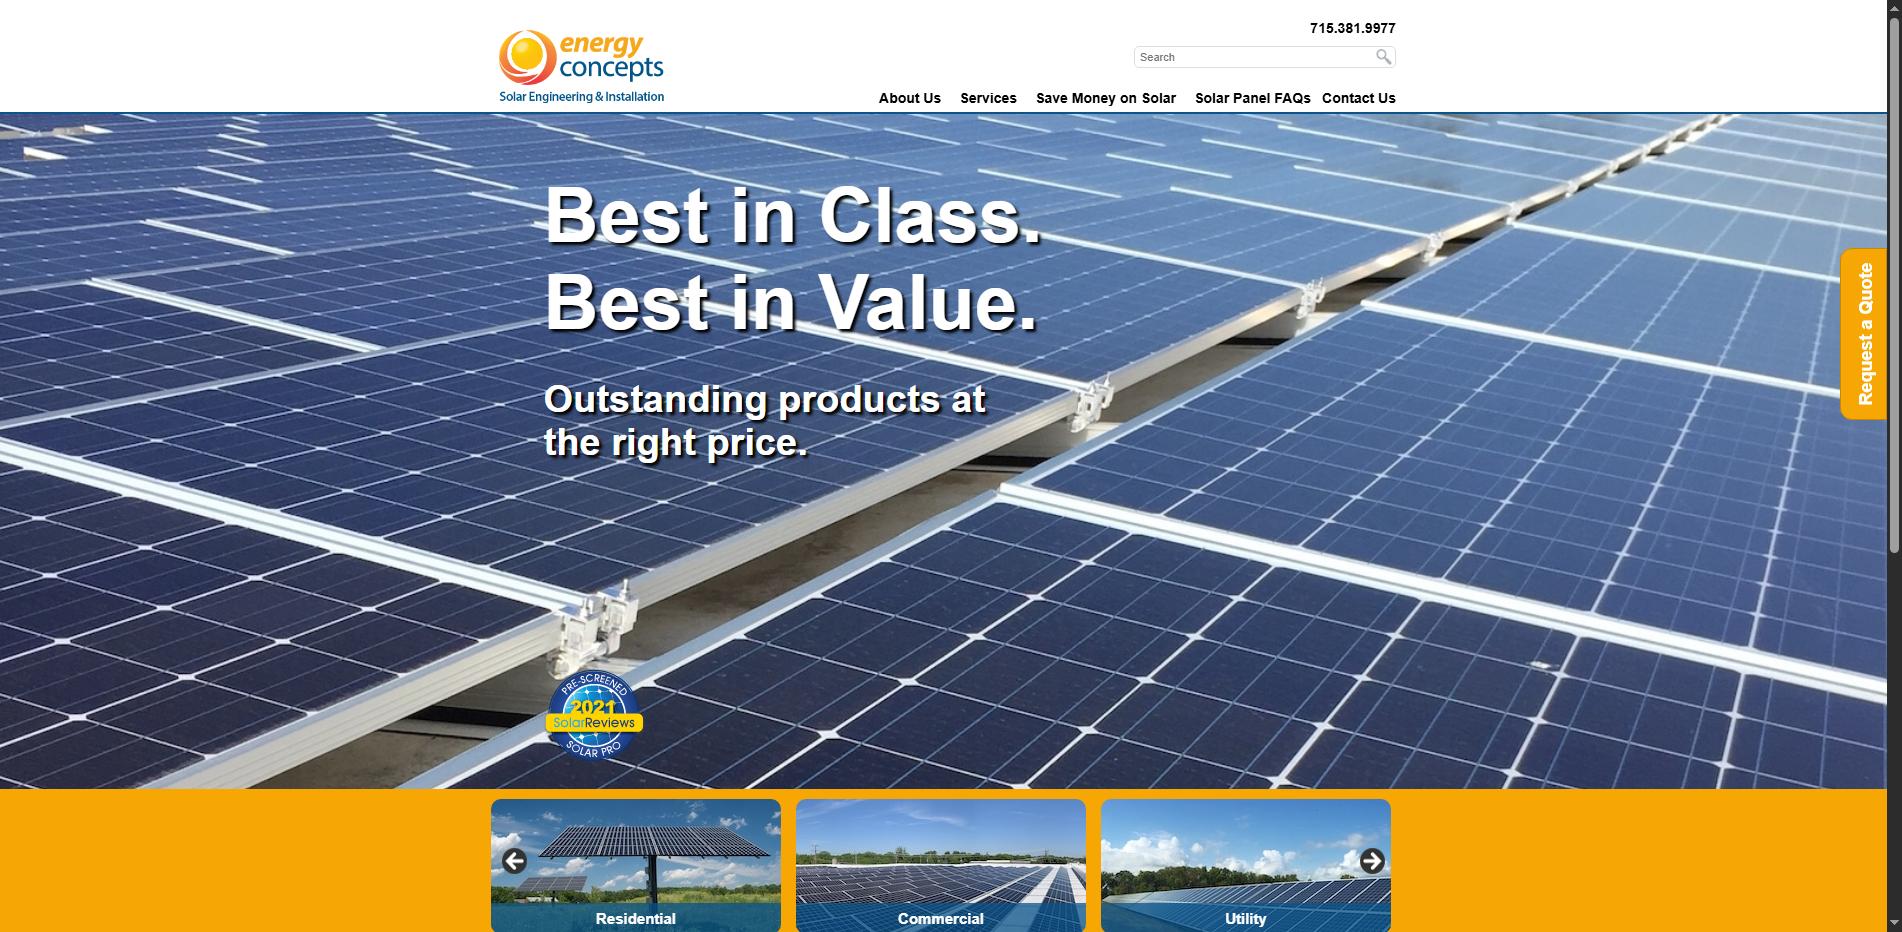 energy
concepts
Solar Engineering & Installation
715.381.9977
Search
About Us
Services
Save Money on Solar
Solar Panel FAQs
Contact Us
Best in Class.
Best in Value.
Outstanding products at
the right price.
Request a Quote
PRE-SCREENED
2021
SolarReviews
SOLAR PRO
Residential
Commercial
Utility